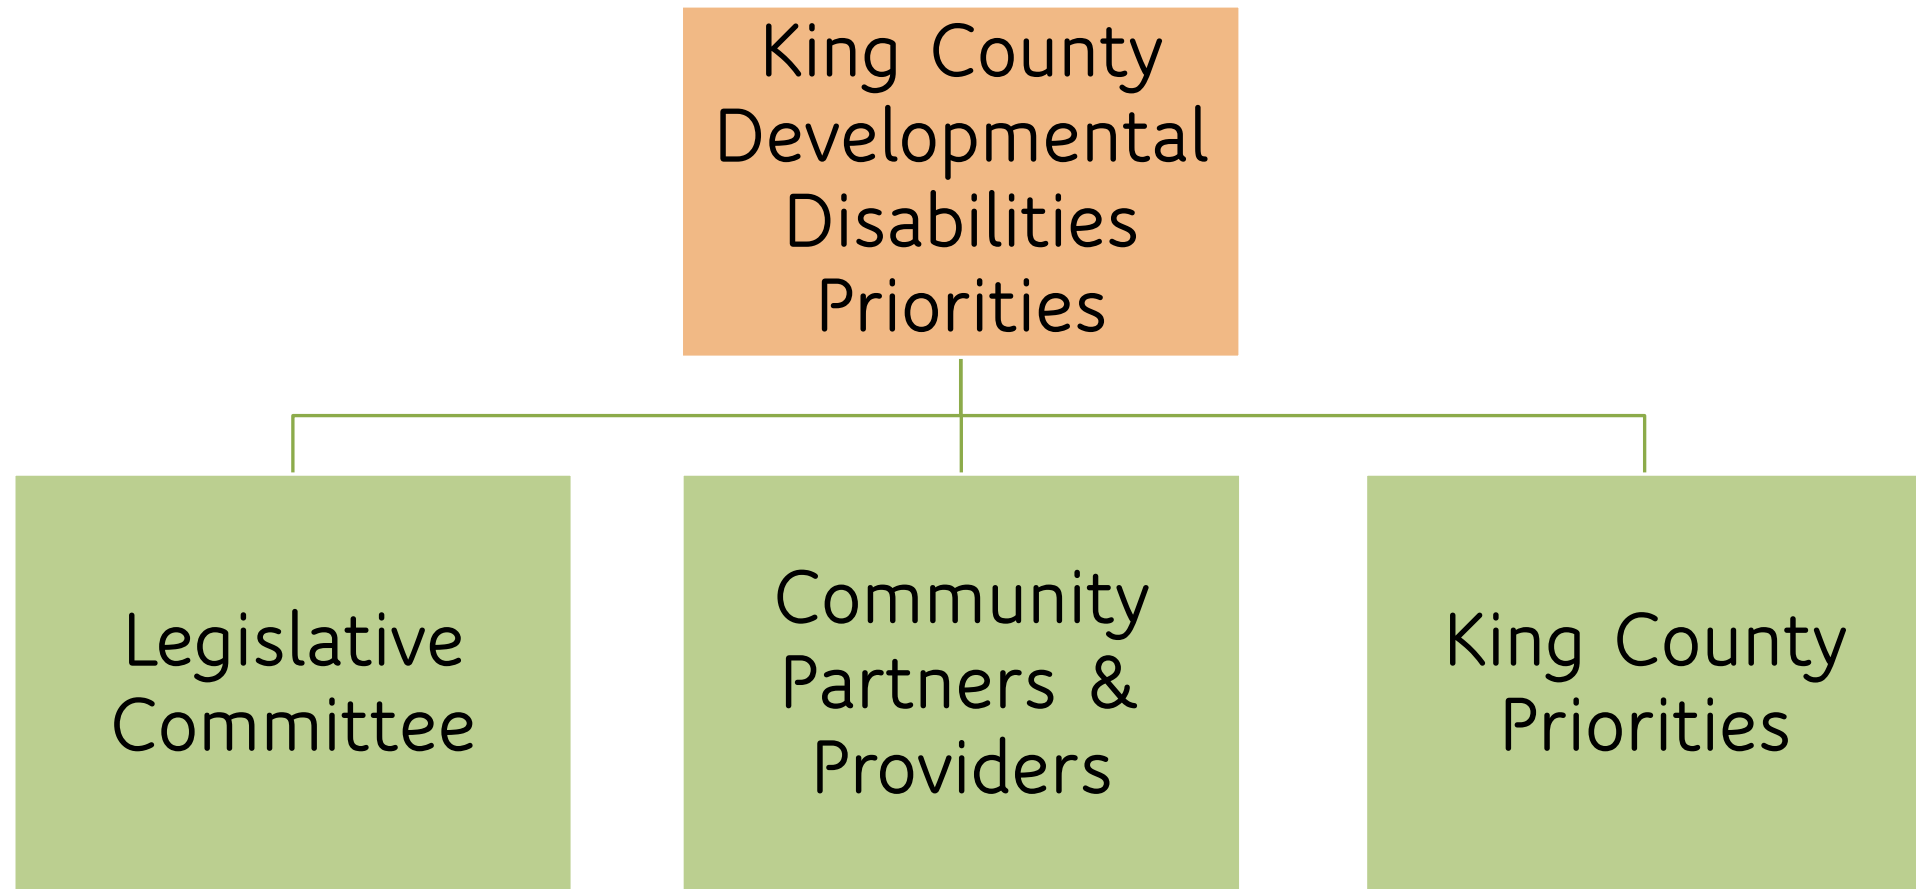 King County
Developmental
Disabilities
Priorities
Legislative
Committee
Community
Partners &
Providers
King County
Priorities